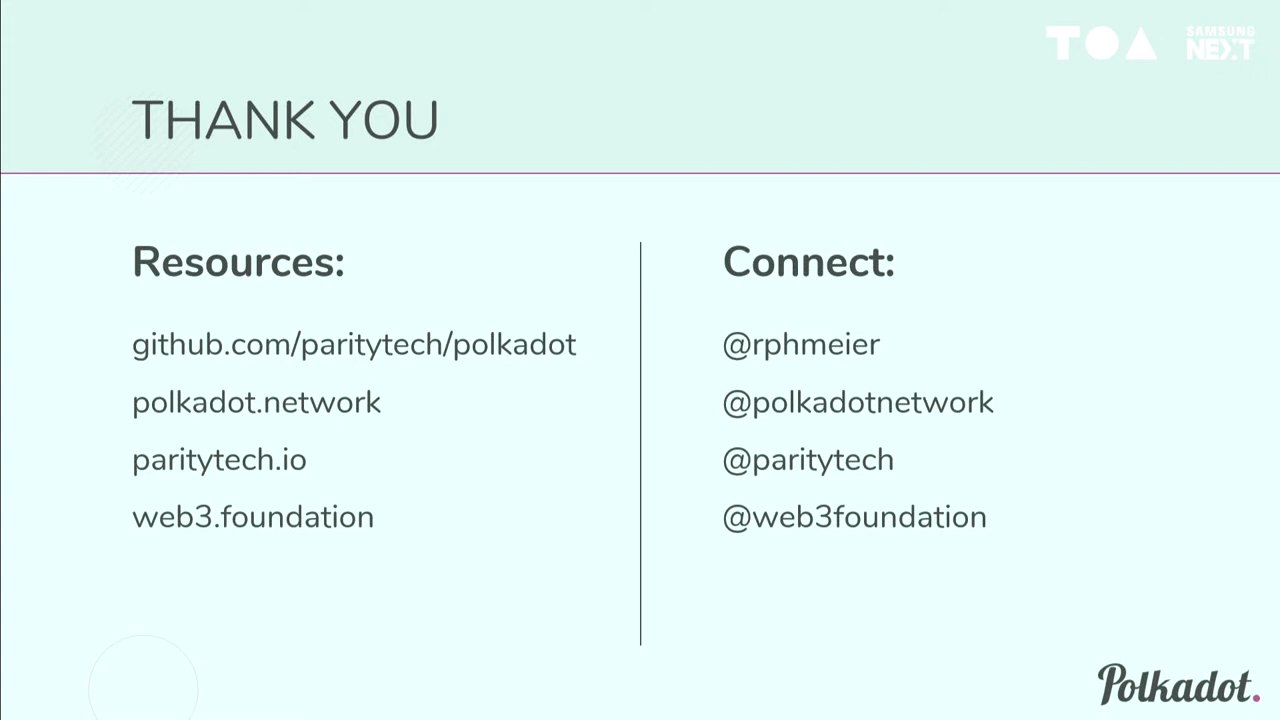 TOA
SAMSUNG
NEXT
THANK YOU
Resources:
github.com/paritytech/polkadot
polkadot.network
paritytech.io
web3.foundation
Connect:
@rphmeier
@polkadotnetwork
@paritytech
@web3foundation
Polkadot.